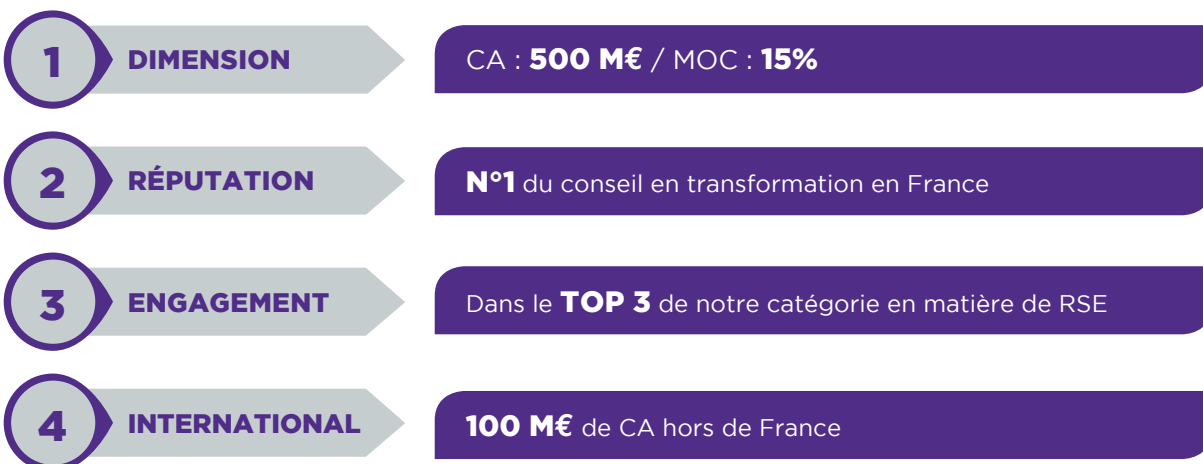 1 DIMENSION CA : 500 M€ / MOC : 15%
2 RÉPUTATION N°1 du conseil en transformation en France
3 ENGAGEMENT Dans le TOP 3 de notre catégorie en matière de RSE
4 INTERNATIONAL 100 M€ de CA hors de France